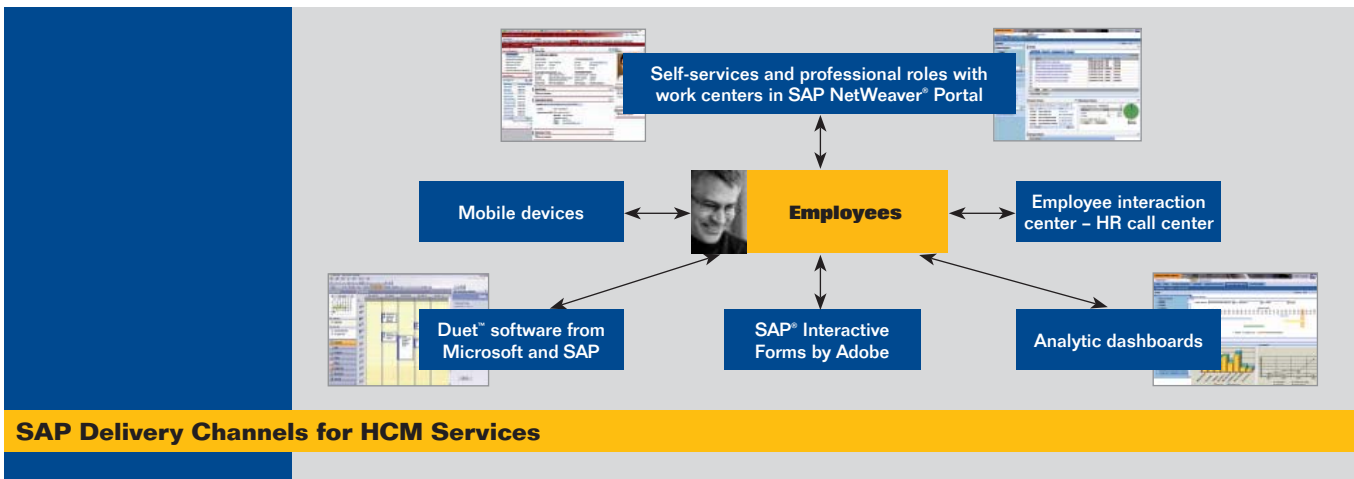 Self-services and professional roles with
work centers in SAP NetWeaver® Portal
Mobile devices
Employees
Employee interaction
center – HR call center
Duet™ software from
Microsoft and SAP
SAP® Interactive
Forms by Adobe
Analytic dashboards
SAP Delivery Channels for HCM Services